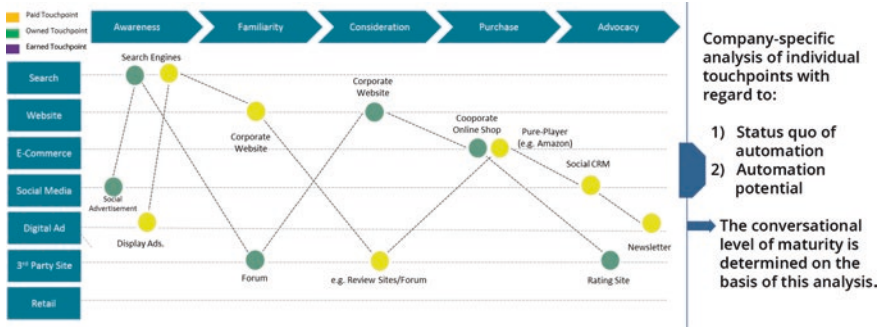 Paid Touchpoint
Owned Touchpoint
Earned Touchpoint
Awareness
Familiarity
Consideration
Purchase
Advocacy
Search
Website
E-Commerce
Social Media
Digital Ad
3rd Party Site
Retail
Search Engines
Corporate
Website
Corporate
Website
Cooporate
Online Shop
Pure-Player
(e.g. Amazon)
Social CRM
Social
Advertisement
Display Ads.
Forum
e.g. Review Sites/Forum
Rating Site
Newsletter
Company-specific
analysis of individual
touchpoints with
regard to:
1) Status quo of
automation
2) Automation
potential
The conversational
level of maturity is
determined on the
basis of this analysis.